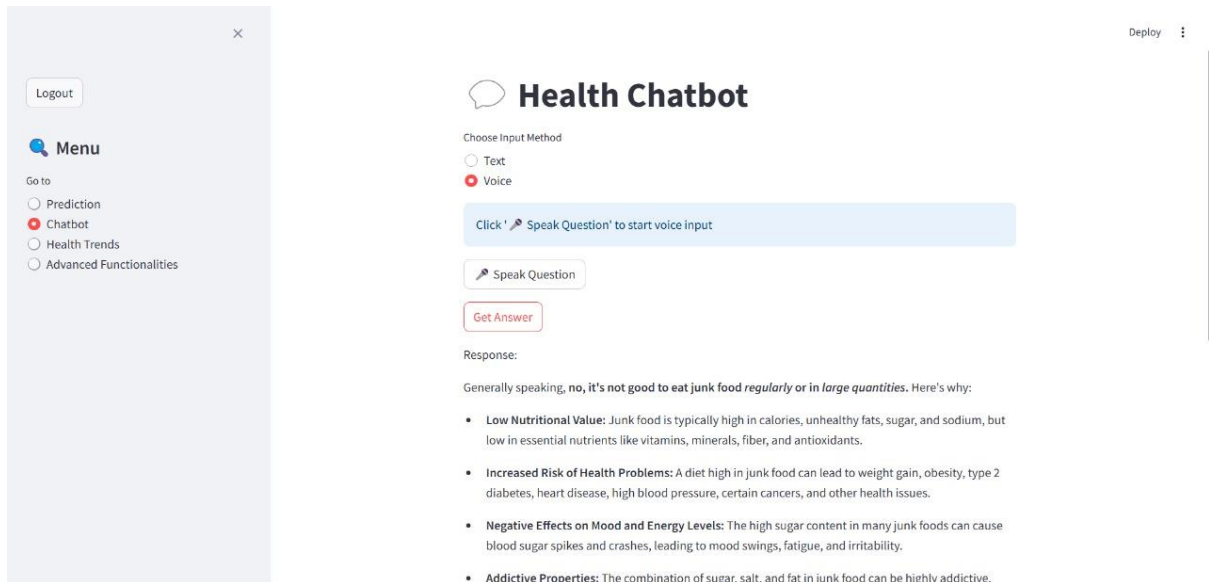 Deploy
Logout
Menu
Go to
Prediction
Chatbot
Health Trends
Advanced Functionalities
Health Chatbot
Choose Input Method
Text
Voice
Click '🎤 Speak Question' to start voice input
🎤 Speak Question
Get Answer
Response:
Generally speaking, no, it's not good to eat junk food regularly or in large quantities. Here's why:
• Low Nutritional Value: Junk food is typically high in calories, unhealthy fats, sugar, and sodium, but
low in essential nutrients like vitamins, minerals, fiber, and antioxidants.
• Increased Risk of Health Problems: A diet high in junk food can lead to weight gain, obesity, type 2
diabetes, heart disease, high blood pressure, certain cancers, and other health issues.
• Negative Effects on Mood and Energy Levels: The high sugar content in many junk foods can cause
blood sugar spikes and crashes, leading to mood swings, fatigue, and irritability.
• Addictive Properties: The combination of sugar, salt, and fat in junk food can be highly addictive,